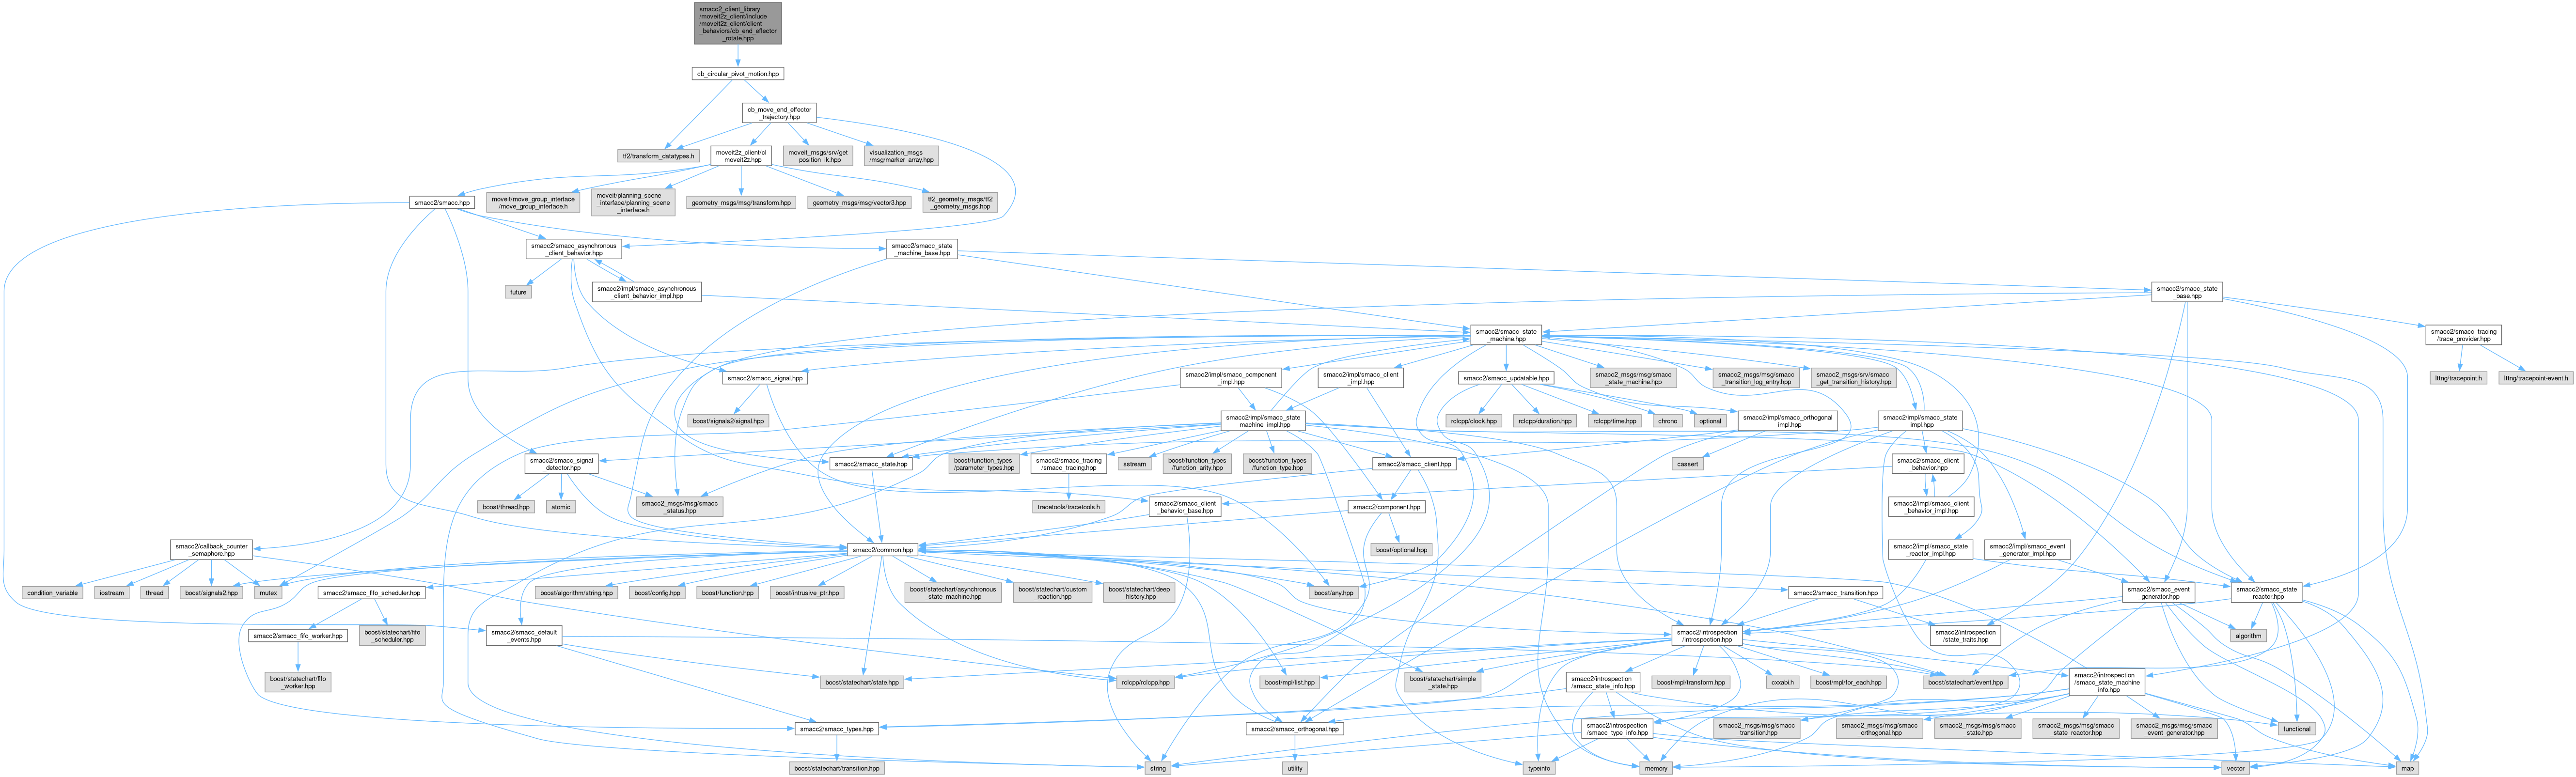 smacc2_client_library
/moveit2z_client/include
/moveit2z_client/client
_behaviors/cb_end_effector
_rotate.hpp
cb_circular_pivot_motion.hpp
cb_move_end_effector
_trajectory.hpp
tf2/transform_datatypes.h
moveit2z_client/cl
_moveit2z.hpp
moveit_msgs/srv/get
_position_ik.hpp
visualization_msgs
/msg/marker_array.hpp
smacc2/smacc.hpp
moveit/move_group_interface
/move_group_interface.h
moveit/planning_scene
_interface/planning_scene
_interface.h
geometry_msgs/msg/transform.hpp
geometry_msgs/msg/vector3.hpp
tf2_geometry_msgs/tf2
_geometry_msgs.hpp
smacc2/smacc_asynchronous
_client_behavior.hpp
smacc2/smacc_state
_machine_base.hpp
future
smacc2/impl/smacc_asynchronous
_client_behavior_impl.hpp
smacc2/smacc_state
_base.hpp
smacc2/smacc_state
_machine.hpp
smacc2/smacc_tracing
/trace_provider.hpp
smacc2/smacc_signal.hpp
smacc2/impl/smacc_component
_impl.hpp
smacc2/impl/smacc_client
_impl.hpp
smacc2/smacc_updatable.hpp
smacc2_msgs/msg/smacc
_state_machine.hpp
smacc2_msgs/msg/smacc
_transition_log_entry.hpp
smacc2_msgs/srv/smacc
_get_transition_history.hpp
lttng/tracepoint.h
lttng/tracepoint-event.h
boost/signals2/signal.hpp
smacc2/impl/smacc_state
_machine_impl.hpp
rclcpp/clock.hpp
rclcpp/duration.hpp
rclcpp/time.hpp
chrono
optional
smacc2/impl/smacc_orthogonal
_impl.hpp
smacc2/impl/smacc_state
_impl.hpp
smacc2/smacc_signal
_detector.hpp
smacc2/smacc_state.hpp
boost/function_types
/parameter_types.hpp
smacc2/smacc_tracing
/smacc_tracing.hpp
sstream
boost/function_types
/function_arity.hpp
boost/function_types
/function_type.hpp
smacc2/smacc_client.hpp
cassert
smacc2/smacc_client
_behavior.hpp
boost/thread.hpp
atomic
smacc2_msgs/msg/smacc
_status.hpp
tracetools/tracetools.h
smacc2/smacc_client
_behavior_base.hpp
smacc2/component.hpp
smacc2/impl/smacc_client
_behavior_impl.hpp
smacc2/callback_counter
_semaphore.hpp
smacc2/common.hpp
boost/optional.hpp
smacc2/impl/smacc_state
_reactor_impl.hpp
smacc2/impl/smacc_event
_generator_impl.hpp
condition_variable
iostream
thread
boost/signals2.hpp
mutex
smacc2/smacc_fifo_scheduler.hpp
boost/algorithm/string.hpp
boost/config.hpp
boost/function.hpp
boost/intrusive_ptr.hpp
boost/statechart/asynchronous
_state_machine.hpp
boost/statechart/custom
_reaction.hpp
boost/statechart/deep
_history.hpp
boost/any.hpp
smacc2/smacc_transition.hpp
smacc2/smacc_event
_generator.hpp
smacc2/smacc_state
_reactor.hpp
smacc2/smacc_fifo_worker.hpp
boost/statechart/fifo
_scheduler.hpp
smacc2/smacc_default
_events.hpp
smacc2/introspection
/introspection.hpp
smacc2/introspection
/state_traits.hpp
algorithm
boost/statechart/fifo
_worker.hpp
boost/statechart/state.hpp
rclcpp/rclcpp.hpp
boost/mpl/list.hpp
boost/statechart/simple
_state.hpp
smacc2/introspection
/smacc_state_info.hpp
boost/mpl/transform.hpp
cxxabi.h
boost/mpl/for_each.hpp
boost/statechart/event.hpp
smacc2/introspection
/smacc_state_machine
_info.hpp
smacc2/smacc_types.hpp
smacc2/smacc_orthogonal.hpp
smacc2/introspection
/smacc_type_info.hpp
smacc2_msgs/msg/smacc
_transition.hpp
smacc2_msgs/msg/smacc
_orthogonal.hpp
smacc2_msgs/msg/smacc
_state.hpp
smacc2_msgs/msg/smacc
_state_reactor.hpp
smacc2_msgs/msg/smacc
_event_generator.hpp
functional
boost/statechart/transition.hpp
string
utility
typeinfo
memory
vector
map